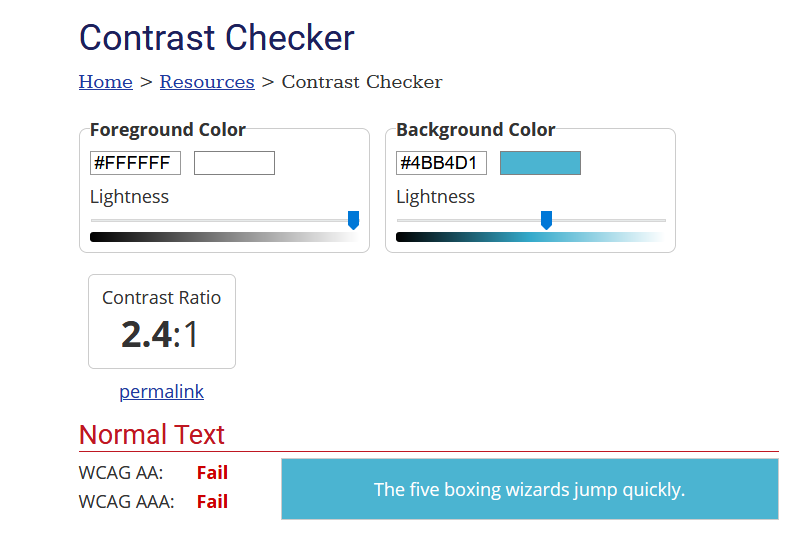 Contrast Checker
Home > Resources > Contrast Checker
Foreground Color
#FFFFFF
Lightness
Background Color
#4BB4D1
Lightness
Contrast Ratio
2.4:1
permalink
Normal Text
WCAG AA: Fail
WCAG AAA: Fail
The five boxing wizards jump quickly.